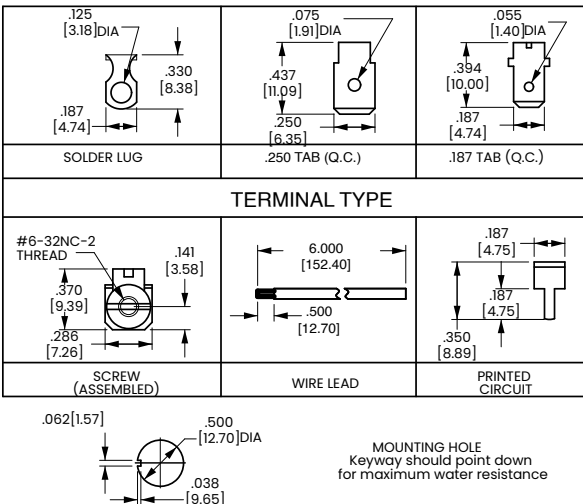 .125
[3.18]DIA
.330
[8.38]
.187
[4.74]
SOLDER LUG
.075
[1.91]DIA
.437
[11.09]
.250
[6.35]
.250 TAB (Q.C.)
.055
[1.40]DIA
.394
[10.00]
.187
[4.74]
.187 TAB (Q.C.)
TERMINAL TYPE
#6-32NC-2
THREAD
.141
[3.58]
.370
[9.39]
.286
[7.26]
SCREW
(ASSEMBLED)
6.000
[152.40]
.500
[12.70]
WIRE LEAD
.187
[4.75]
.187
[4.75]
.350
[8.89]
PRINTED
CIRCUIT
.062[1.57]
.500
[12.70]DIA
.038
[9.65]
MOUNTING HOLE
Keyway should point down
for maximum water resistance